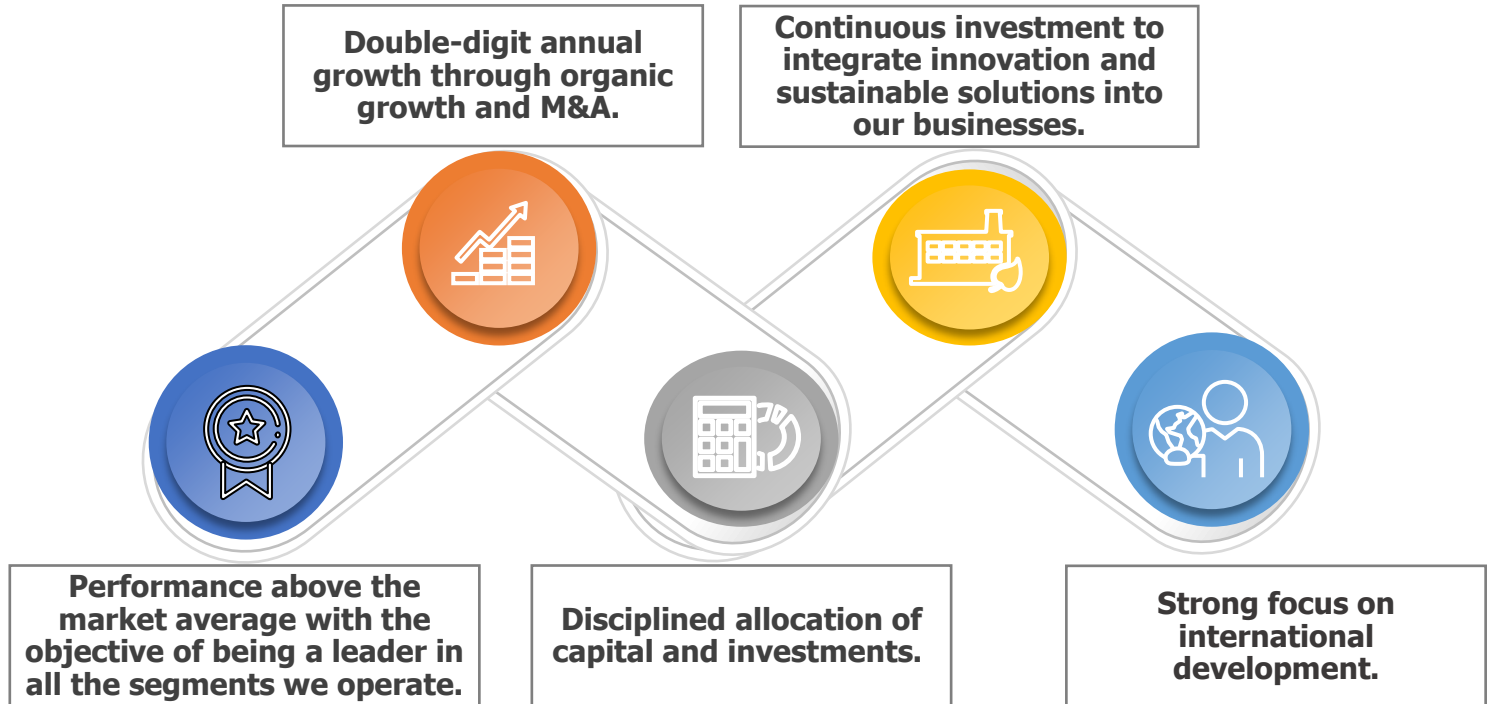 Double-digit annual
growth through organic
growth and M&A.
Continuous investment to
integrate innovation and
sustainable solutions into
our businesses.
Performance above the
market average with the
objective of being a leader in
all the segments we operate.
Disciplined allocation of
capital and investments.
Strong focus on
international
development.